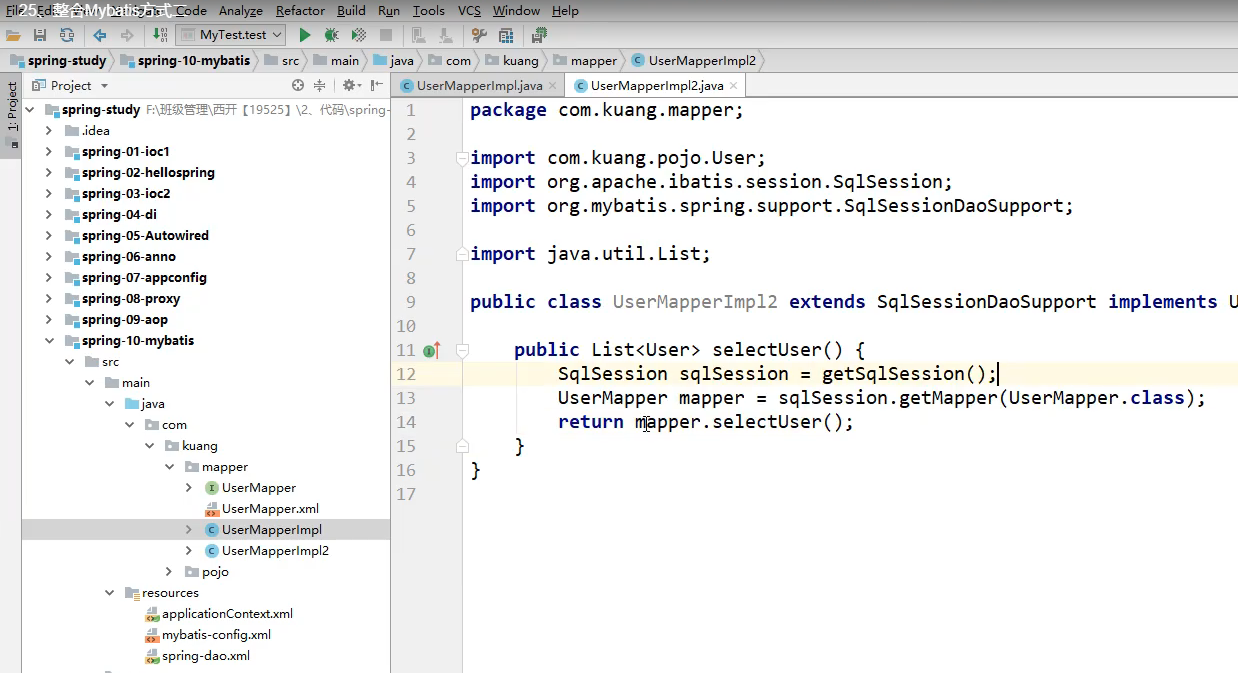 25、整合Mybatis方式二
File Edit Code Analyze Refactor Build Run Tools VCS Window Help
MyTest.test
spring-study spring-10-mybatis src main java com kuang mapper UserMapperImpl2
1: Project
Project
UserMapperImpl.java UserMapperImpl2.java
spring-study F:\班级管理\西开【19525】\2、代码\spring-
.idea
spring-01-ioc1
spring-02-hellospring
spring-03-ioc2
spring-04-di
spring-05-Autowired
spring-06-anno
spring-07-appconfig
spring-08-proxy
spring-09-aop
spring-10-mybatis
src
main
java
com
kuang
mapper
UserMapper
UserMapper.xml
UserMapperImpl
UserMapperImpl2
pojo
resources
applicationContext.xml
mybatis-config.xml
spring-dao.xml
1 package com.kuang.mapper;
2
3 import com.kuang.pojo.User;
4 import org.apache.ibatis.session.SqlSession;
5 import org.mybatis.spring.support.SqlSessionDaoSupport;
6
7 import java.util.List;
8
9 public class UserMapperImpl2 extends SqlSessionDaoSupport implements U
10
11 public List<User> selectUser() {
12 SqlSession sqlSession = getSqlSession();
13 UserMapper mapper = sqlSession.getMapper(UserMapper.class);
14 return mapper.selectUser();
15 }
16 }
17